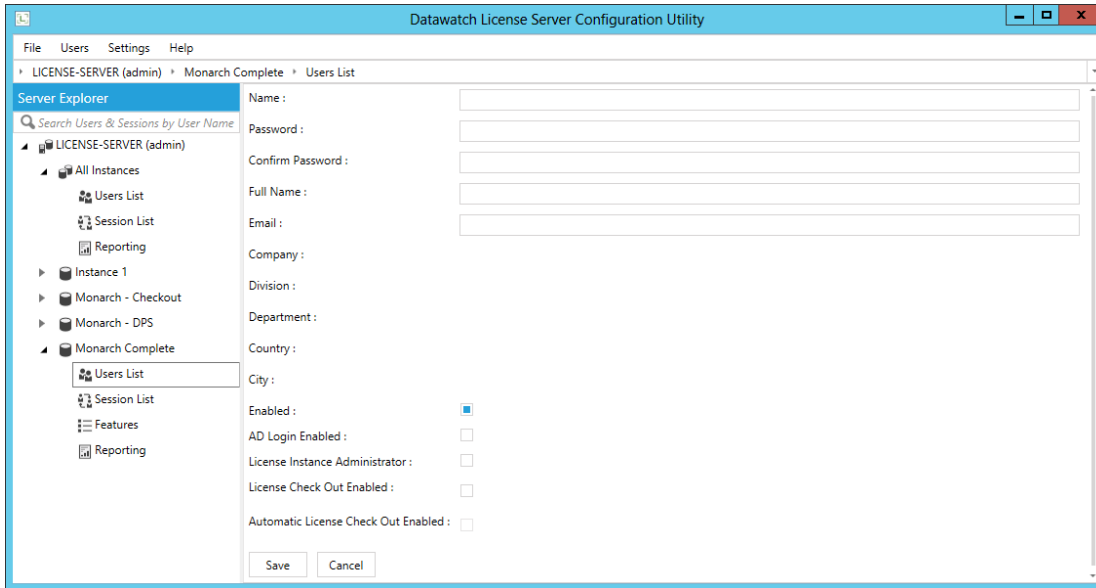 Datawatch License Server Configuration Utility
x
File Users Settings Help
LICENSE-SERVER (admin) Monarch Complete Users List
Server Explorer
Search Users & Sessions by User Name
LICENSE-SERVER (admin)
All Instances
Users List
Session List
Reporting
Instance 1
Monarch - Checkout
Monarch - DPS
Monarch Complete
Users List
Session List
Features
Reporting
Name :
Password :
Confirm Password :
Full Name :
Email :
Company :
Division :
Department :
Country :
City :
Enabled :
AD Login Enabled :
License Instance Administrator :
License Check Out Enabled :
Automatic License Check Out Enabled :
Save Cancel